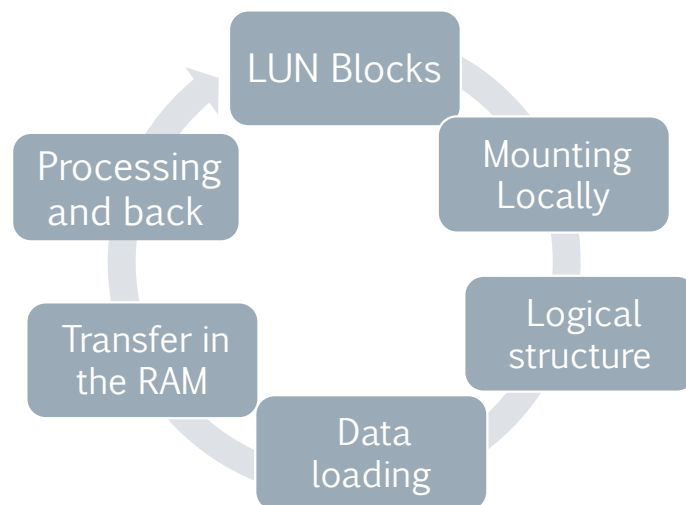 LUN Blocks
Mounting
Locally
Logical
structure
Data
loading
Transfer in
the RAM
Processing
and back